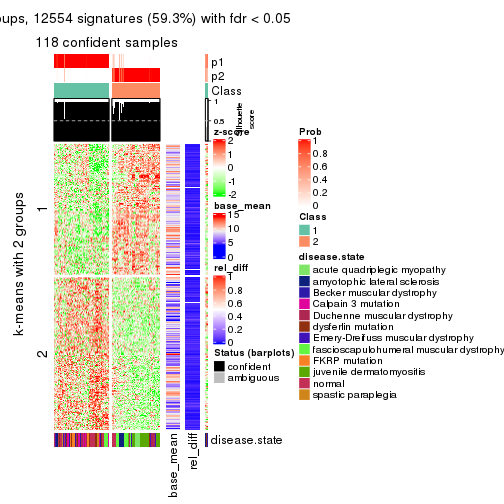 oups, 12554 signatures (59.3%) with fdr < 0.05
118 confident samples
p1
p2
Class
1
0.5
0
Silhouette
score
k-means with 2 groups
1
2
base_mean
rel_diff
disease.state
z-score
2
1
0
-1
-2
base_mean
15
10
5
0
rel_diff
1
0.8
0.6
0.4
0.2
0
Status (barplots)
confident
ambiguous
Prob
1
0.8
0.6
0.4
0.2
0
Class
1
2
disease.state
acute quadriplegic myopathy
amyotophic lateral sclerosis
Becker muscular dystrophy
Calpain 3 mutation
Duchenne muscular dystrophy
dysferlin mutation
Emery-Dreifuss muscular dystrophy
fascioscapulohumeral muscular dystrophy
FKRP mutation
juvenile dermatomyositis
normal
spastic paraplegia